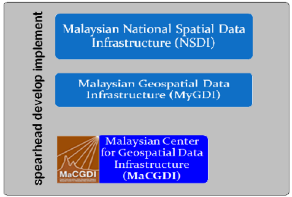 spearhead develop implement
Malaysian National Spatial Data
Infrastructure (NSDI)
Malaysian Geospatial Data
Infrastructure (MyGDI)
MaCGDI
Malaysian Center
for Geospatial Data
Infrastructure
(MaCGDI)